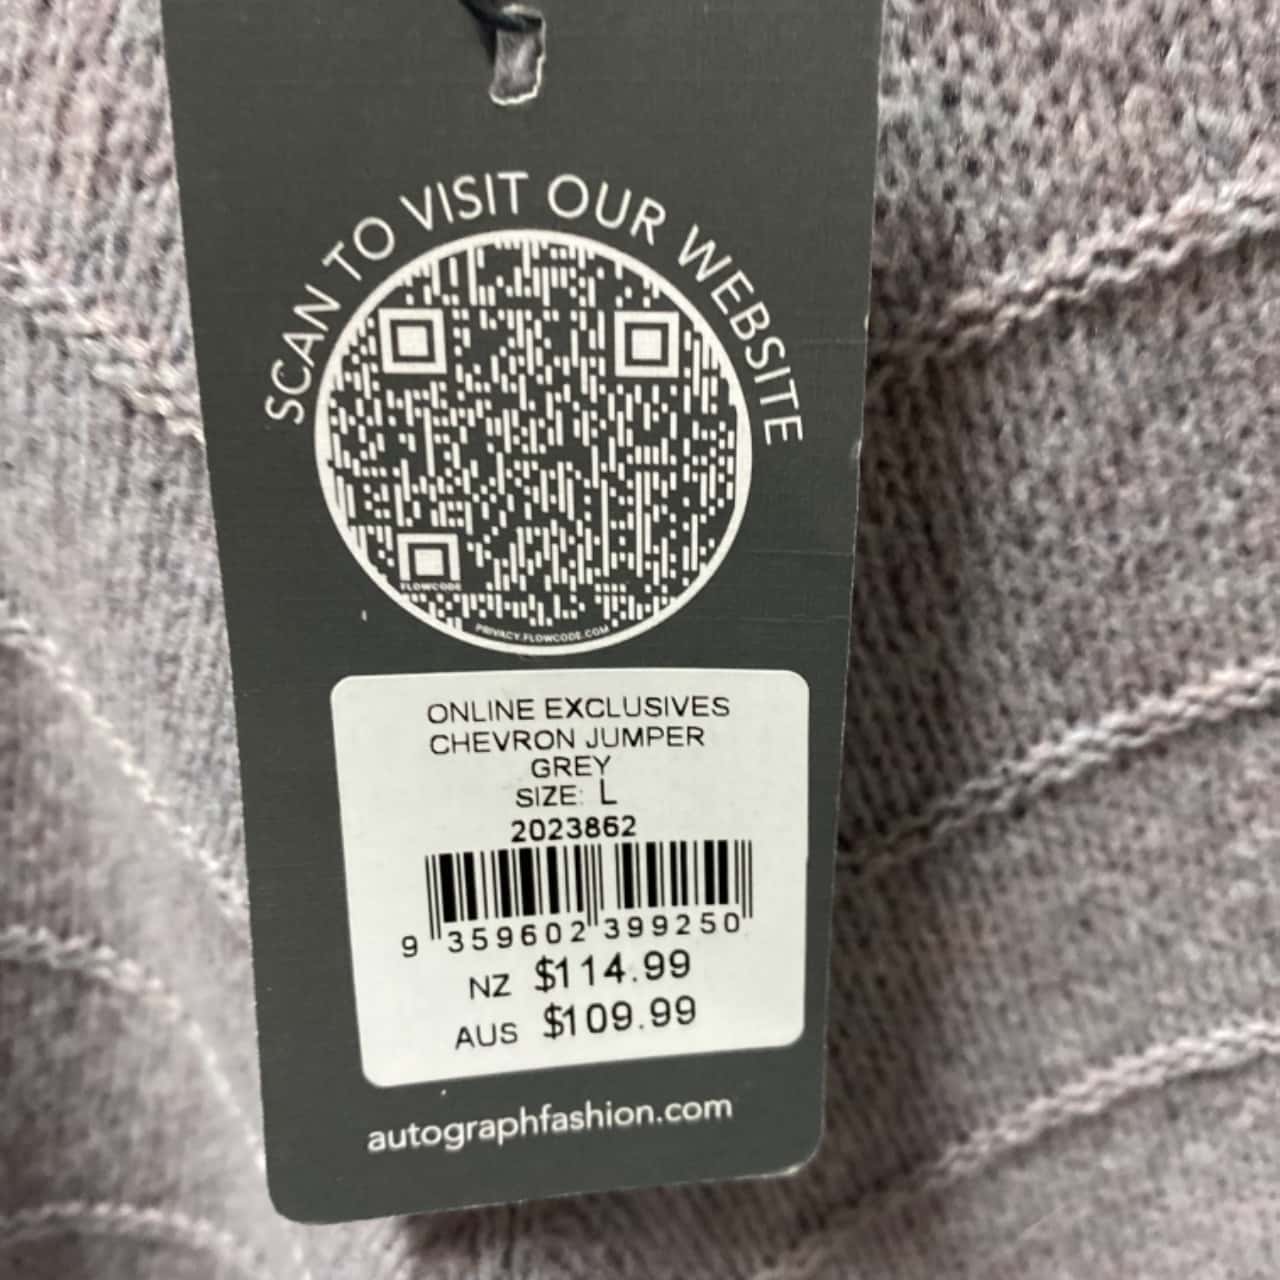 SCAN TO VISIT OUR WEBSITE
FLOWCODE
PRIVACY.FLOWCODE.COM
ONLINE EXCLUSIVES
CHEVRON JUMPER
GREY
SIZE: L
2023862
9 359602 399250
NZ $114.99
AUS $109.99
autographfashion.com